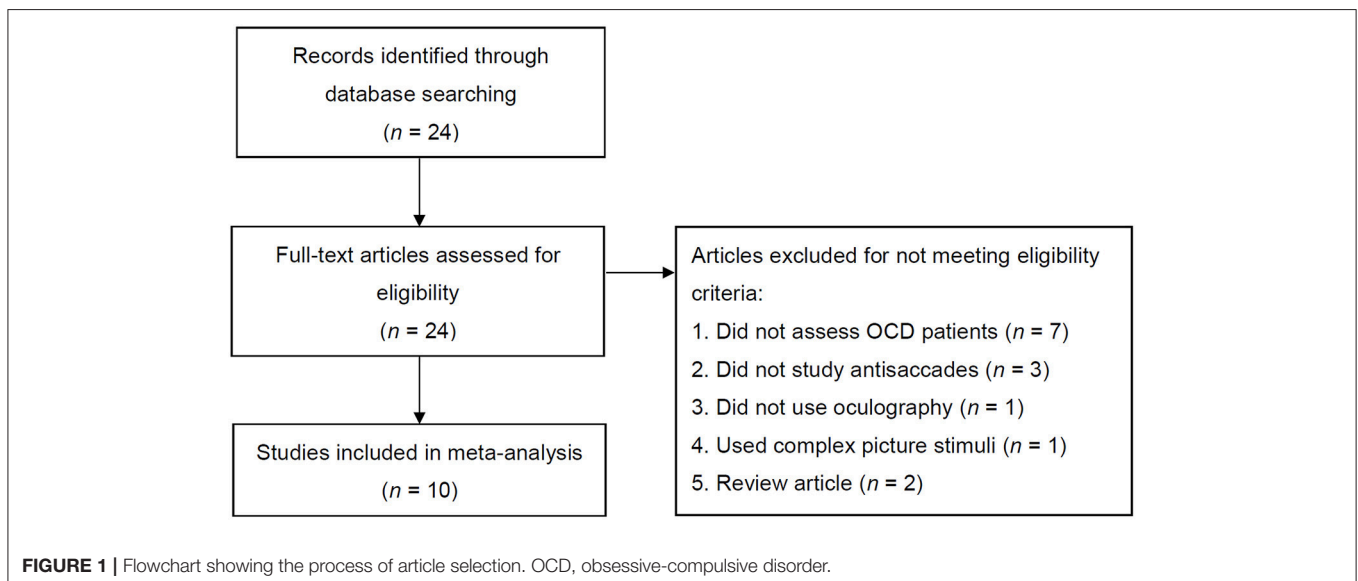 Records identified through
database searching
(n = 24)
Full-text articles assessed for
eligibility
(n = 24)
Articles excluded for not meeting eligibility
criteria:
1. Did not assess OCD patients (n = 7)
2. Did not study antisaccades (n = 3)
3. Did not use oculography (n = 1)
4. Used complex picture stimuli (n = 1)
5. Review article (n = 2)
Studies included in meta-analysis
(n = 10)
FIGURE 1 | Flowchart showing the process of article selection. OCD, obsessive-compulsive disorder.